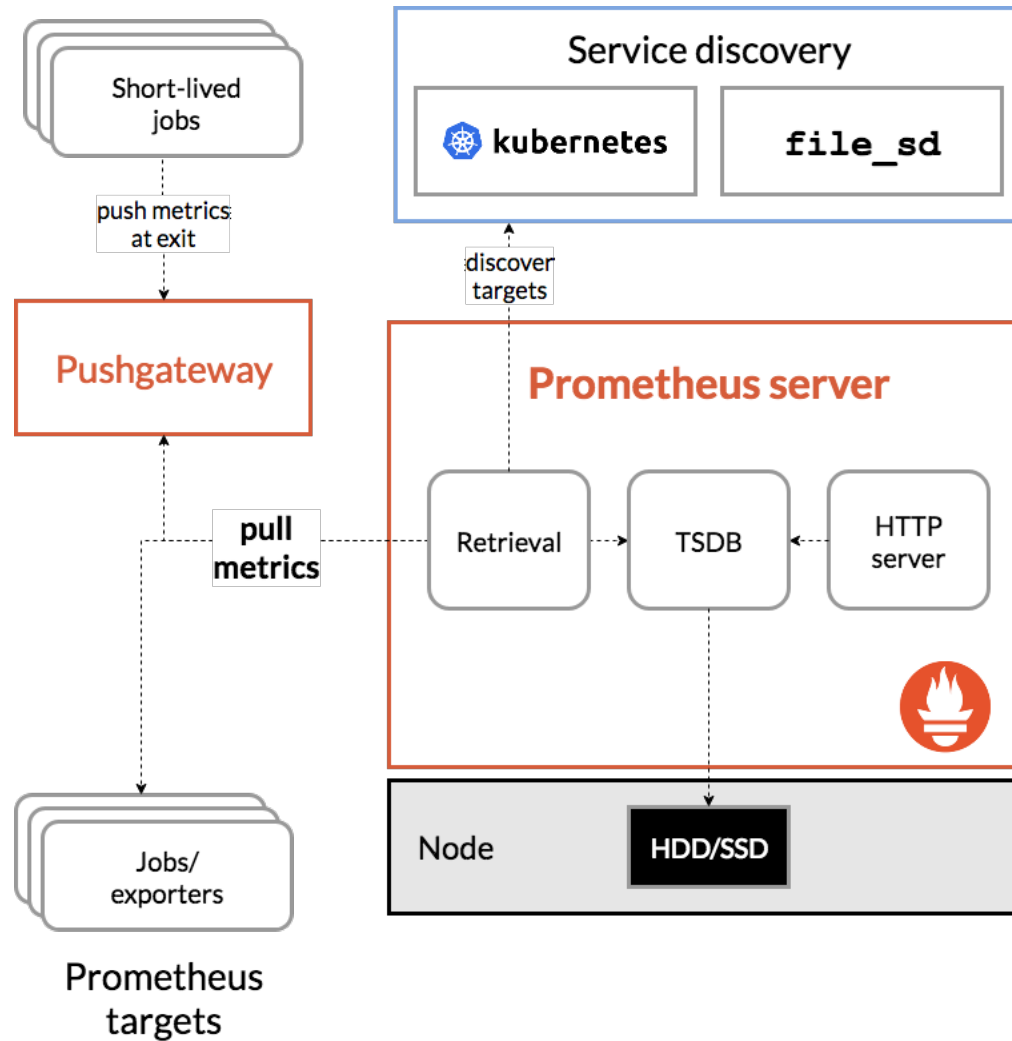 Short-lived
jobs
push metrics
at exit
Pushgateway
Service discovery
kubernetes
file_sd
discover
targets
Prometheus server
pull
metrics
Retrieval
TSDB
HTTP
server
Node
HDD/SSD
Jobs/
exporters
Prometheus
targets